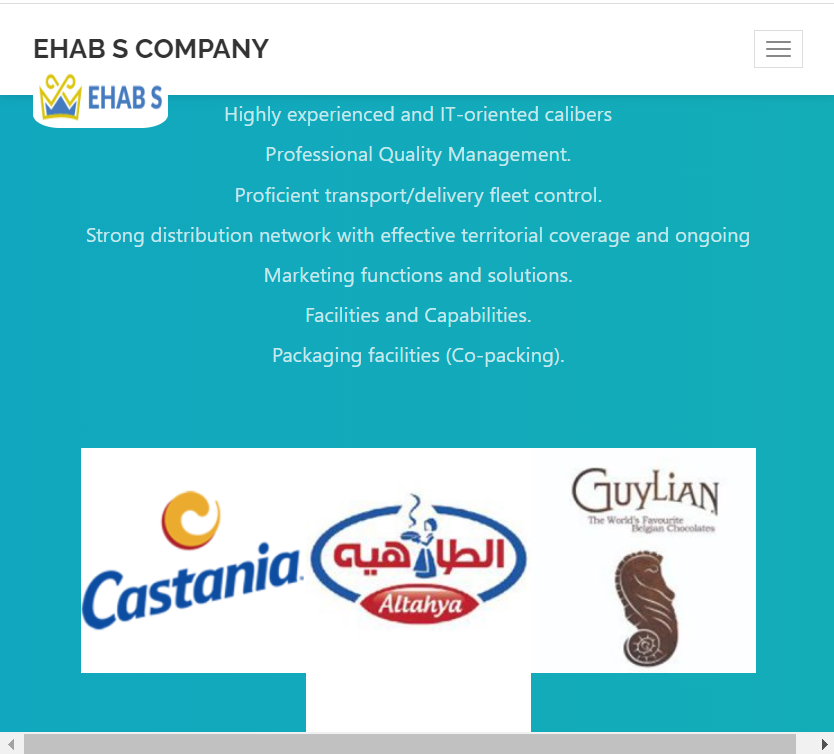 EHAB S COMPANY
EHAB S
Highly experienced and IT-oriented calibers
Professional Quality Management.
Proficient transport/delivery fleet control.
Strong distribution network with effective territorial coverage and ongoing
Marketing functions and solutions.
Facilities and Capabilities.
Packaging facilities (Co-packing).
Castania
الطاهيه
Altahya
GUYLIAN
The World's Favourite
Belgian Chocolates